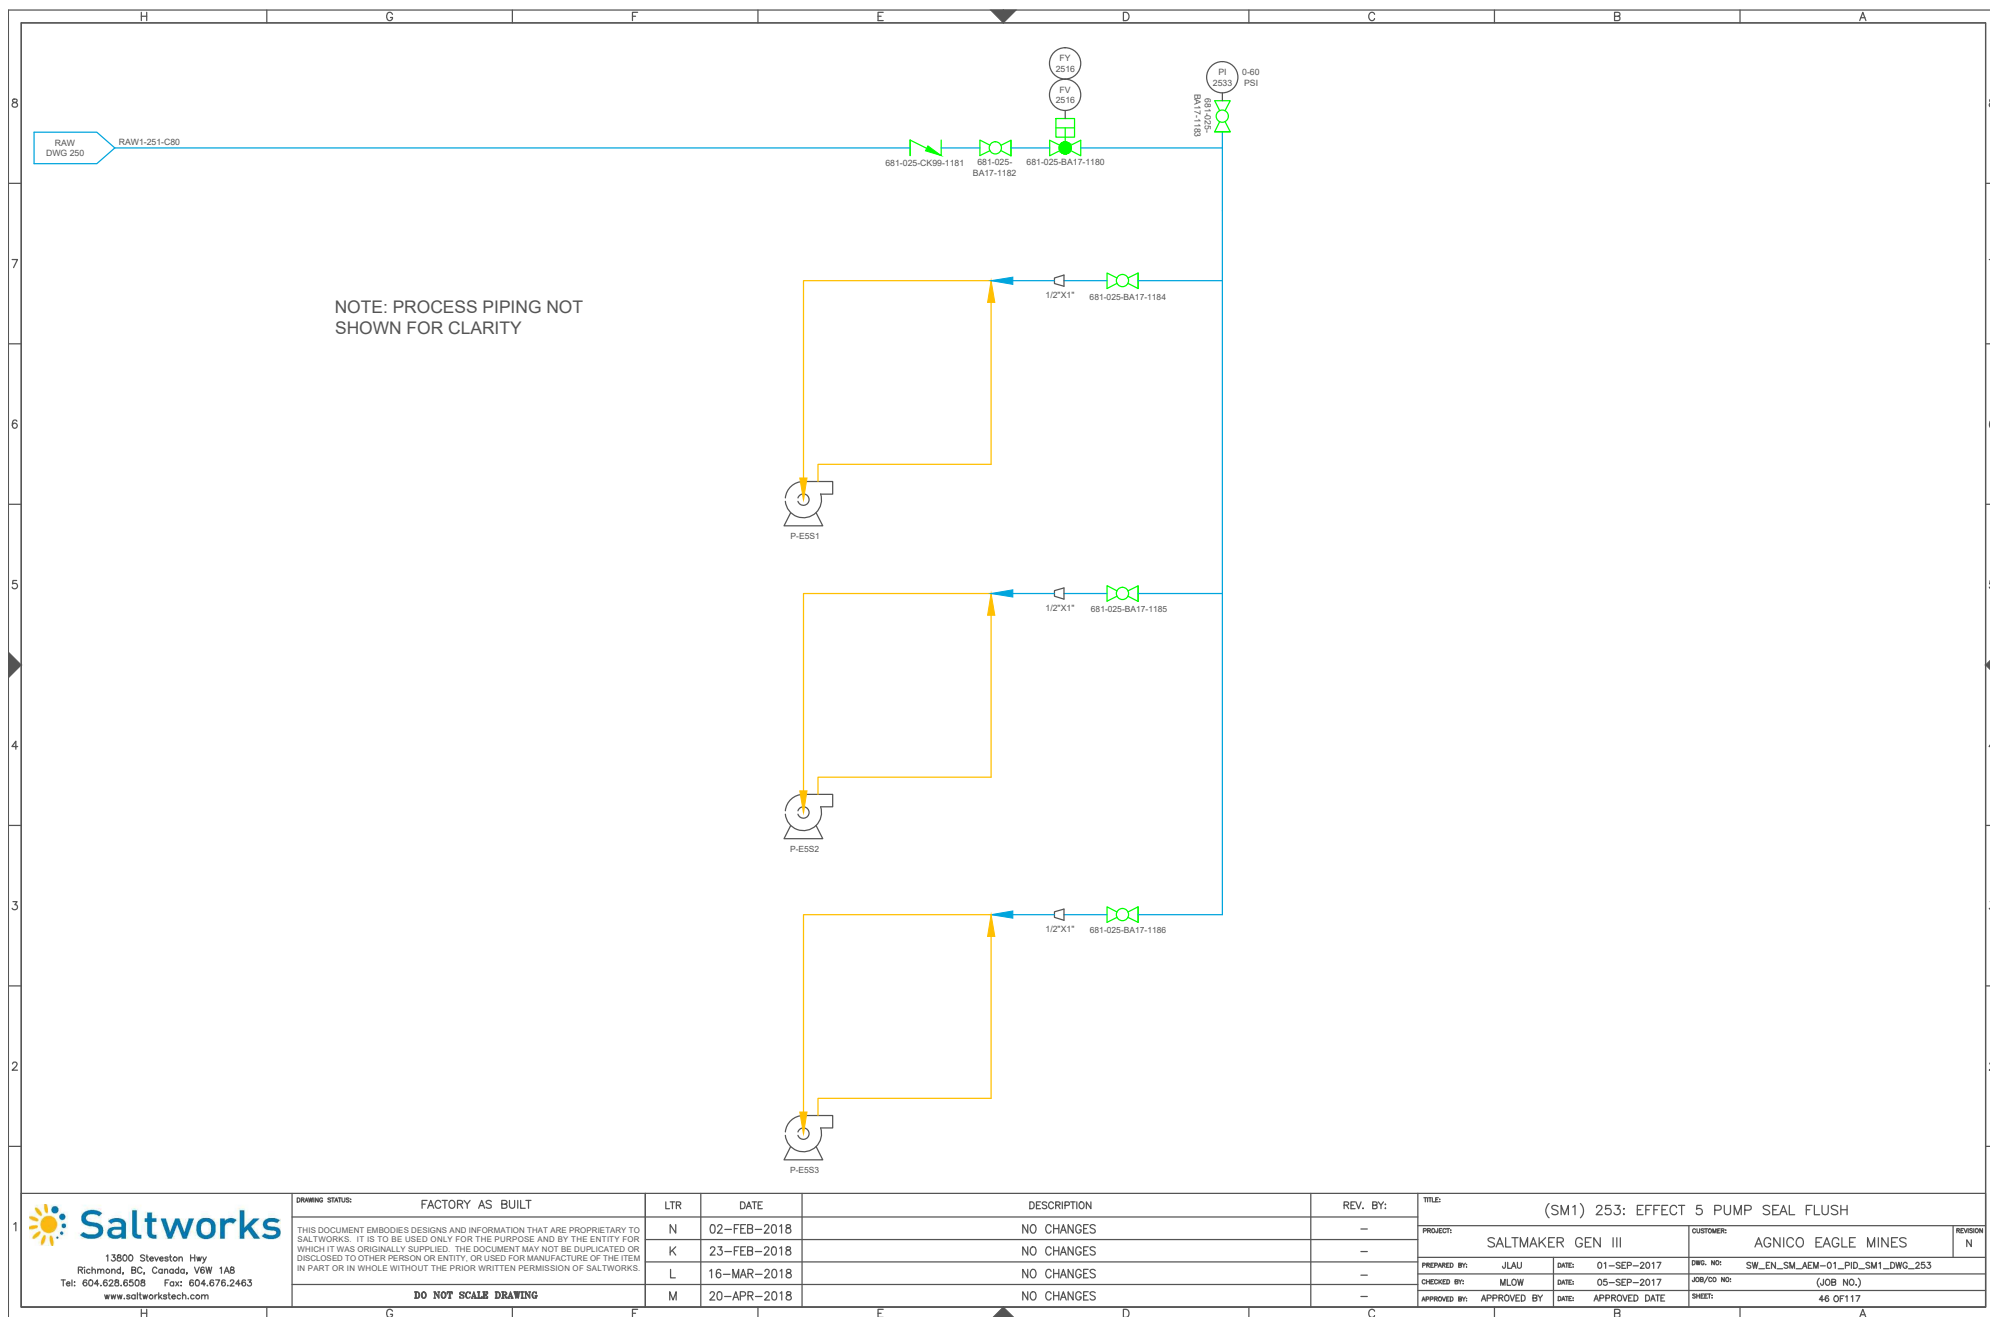 H G F E D C B A
8
7
6
5
4
3
2
1
FY
2516
FV
2516
PI
2533
0-60
PSI
681-025-
BA17-1183
RAW
DWG 250
RAW1-251-C80
681-025-CK99-1181
681-025-
BA17-1182
681-025-BA17-1180
NOTE: PROCESS PIPING NOT
SHOWN FOR CLARITY
1/2"X1"
681-025-BA17-1184
P-E5S1
1/2"X1"
681-025-BA17-1185
P-E5S2
1/2"X1"
681-025-BA17-1186
P-E5S3
Saltworks
13800 Steveston Hwy
Richmond, BC, Canada, V6W 1A8
Tel: 604.628.6508 Fax: 604.676.2463
www.saltworkstech.com
DRAWING STATUS:
FACTORY AS BUILT
THIS DOCUMENT EMBODIES DESIGNS AND INFORMATION THAT ARE PROPRIETARY TO
SALTWORKS. IT IS TO BE USED ONLY FOR THE PURPOSE AND BY THE ENTITY FOR
WHICH IT WAS ORIGINALLY SUPPLIED. THE DOCUMENT MAY NOT BE DUPLICATED OR
DISCLOSED TO OTHER PERSON OR ENTITY, OR USED FOR MANUFACTURE OF THE ITEM
IN PART OR IN WHOLE WITHOUT THE PRIOR WRITTEN PERMISSION OF SALTWORKS.
DO NOT SCALE DRAWING
LTR DATE DESCRIPTION REV. BY:
N 02-FEB-2018 NO CHANGES -
K 23-FEB-2018 NO CHANGES -
L 16-MAR-2018 NO CHANGES -
M 20-APR-2018 NO CHANGES -
TITLE:
(SM1) 253: EFFECT 5 PUMP SEAL FLUSH
PROJECT:
SALTMAKER GEN III
CUSTOMER:
AGNICO EAGLE MINES
REVISION
N
PREPARED BY: JLAU DATE: 01-SEP-2017 DWG. NO: SW_EN_SM_AEM-01_PID_SM1_DWG_253
CHECKED BY: MLOW DATE: 05-SEP-2017 JOB/CO NO: (JOB NO.)
APPROVED BY: APPROVED BY DATE: APPROVED DATE SHEET: 46 OF117
H G F E D C B A